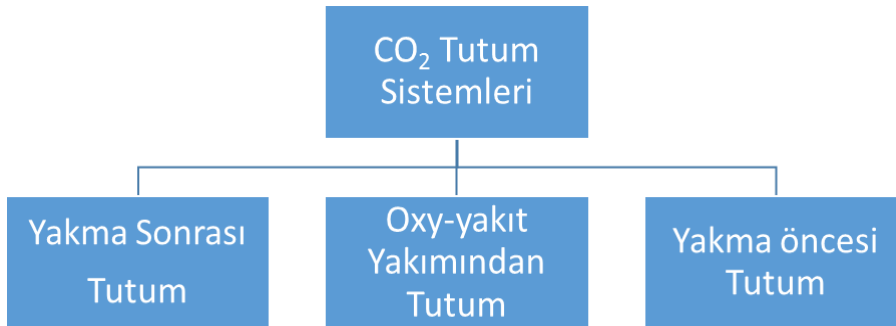 CO₂ Tutum
Sistemleri
Yakma Sonrası
Tutum
Oxy-yakıt
Yakımından
Tutum
Yakma öncesi
Tutum